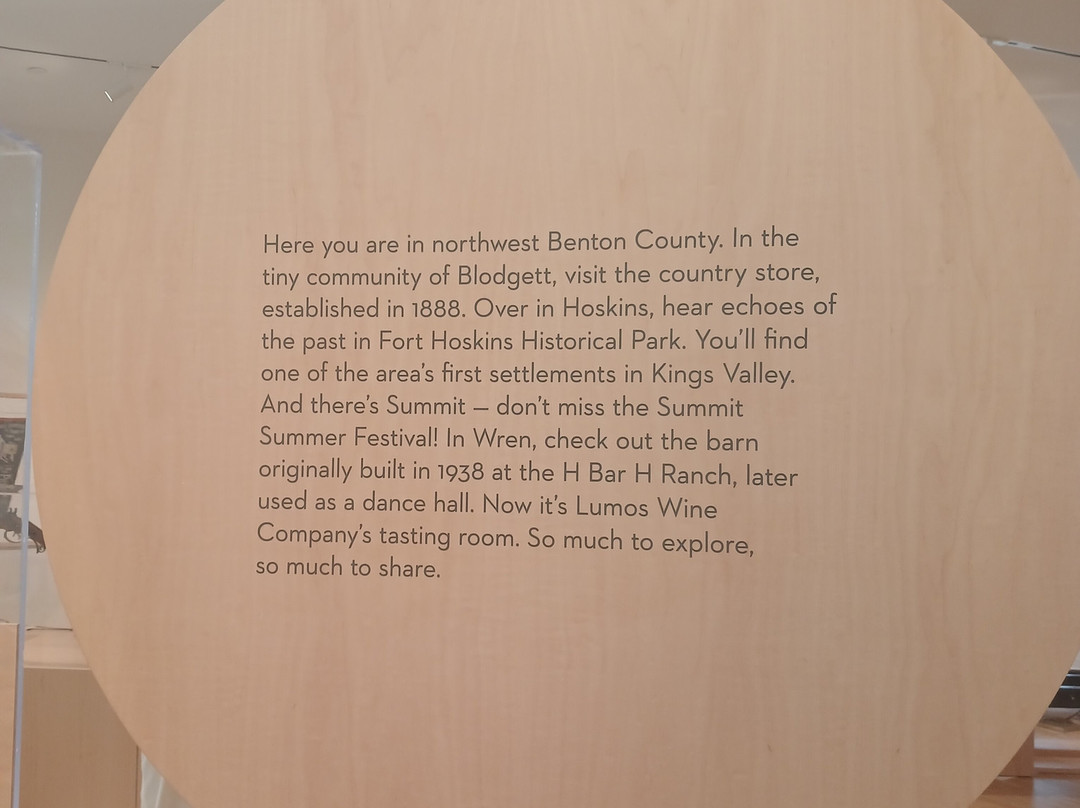 Here you are in northwest Benton County. In the
tiny community of Blodgett, visit the country store,
established in 1888. Over in Hoskins, hear echoes of
the past in Fort Hoskins Historical Park. You'll find
one of the area's first settlements in Kings Valley.
And there's Summit – don't miss the Summit
Summer Festival! In Wren, check out the barn
originally built in 1938 at the H Bar H Ranch, later
used as a dance hall. Now it's Lumos Wine
Company's tasting room. So much to explore,
so much to share.